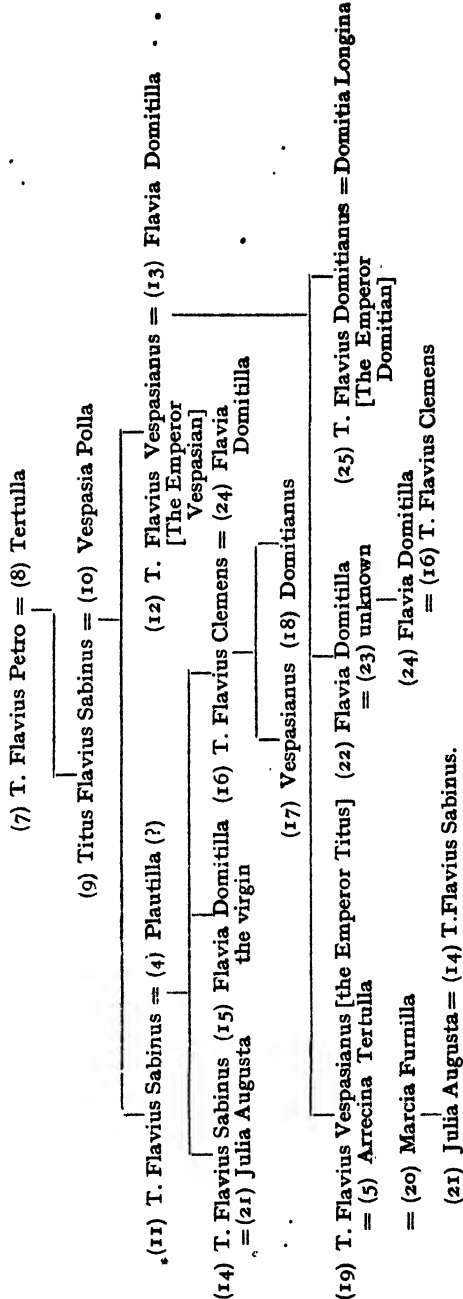 (7) T. Flavius Petro = (8) Tertulla
(9) Titus Flavius Sabinus = (10) Vespasia Polla
(11) T. Flavius Sabinus = (4) Plautilla (?)
(12) T. Flavius Vespasianus = (13) Flavia Domitilla
[The Emperor
Vespasian]
(14) T. Flavius Sabinus (15) Flavia Domitilla (16) T. Flavius Clemens = (24) Flavia
= (21) Julia Augusta the virgin Domitilla
(17) Vespasianus (18) Domitianus
(19) T. Flavius Vespasianus [the Emperor Titus] (22) Flavia Domitilla
= (5) Arrecina Tertulla = (23) unknown
(25) T. Flavius Domitianus = Domitia Longina
[The Emperor
Domitian]
= (20) Marcia Furnilla (24) Flavia Domitilla
= (16) T. Flavius Clemens
(21) Julia Augusta = (14) T. Flavius Sabinus.